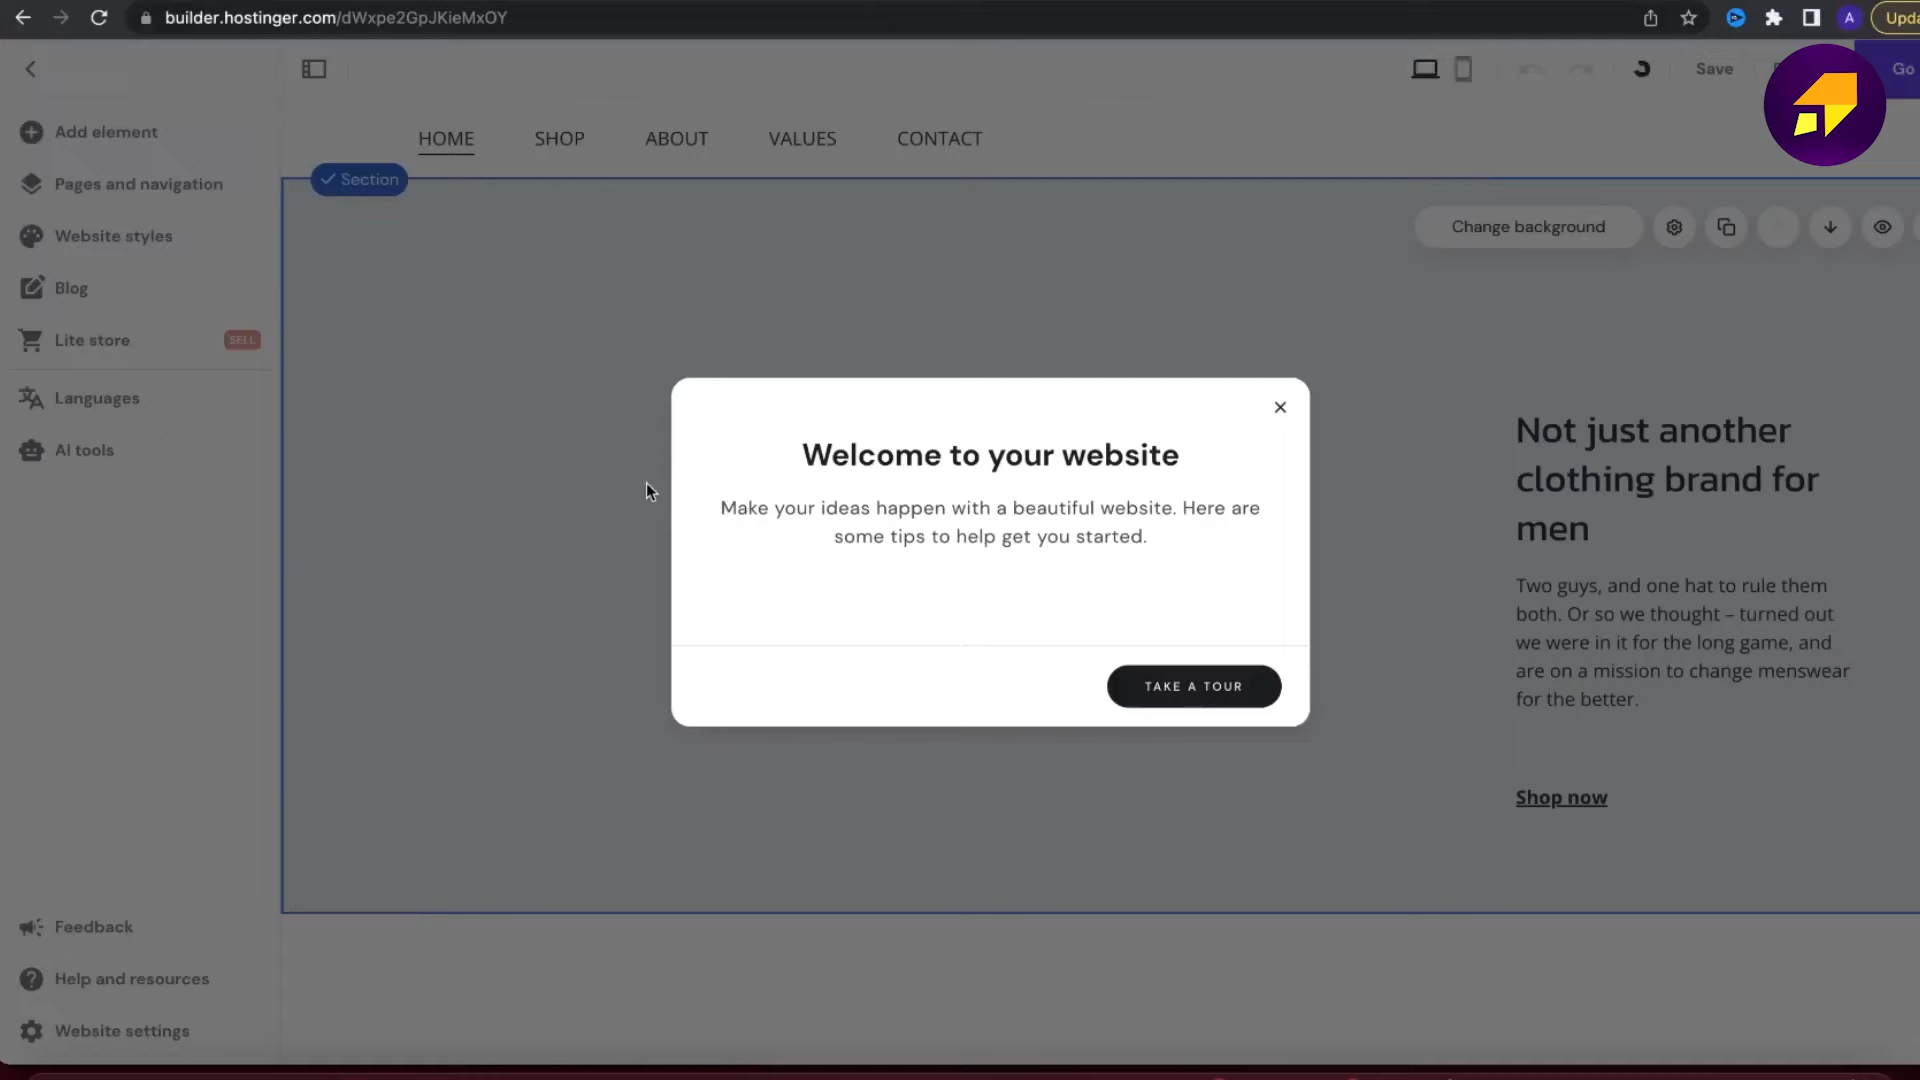 builder.hostinger.com/dWxpe2GpJKieMxOY
A
Save
Go
Add element
Pages and navigation
Website styles
Blog
Lite store
SELL
Languages
AI tools
Feedback
Help and resources
Website settings
HOME
SHOP
ABOUT
VALUES
CONTACT
Section
Change background
Welcome to your website
Make your ideas happen with a beautiful website. Here are
some tips to help get you started.
TAKE A TOUR
Not just another
clothing brand for
men
Two guys, and one hat to rule them
both. Or so we thought – turned out
we were in it for the long game, and
are on a mission to change menswear
for the better.
Shop now